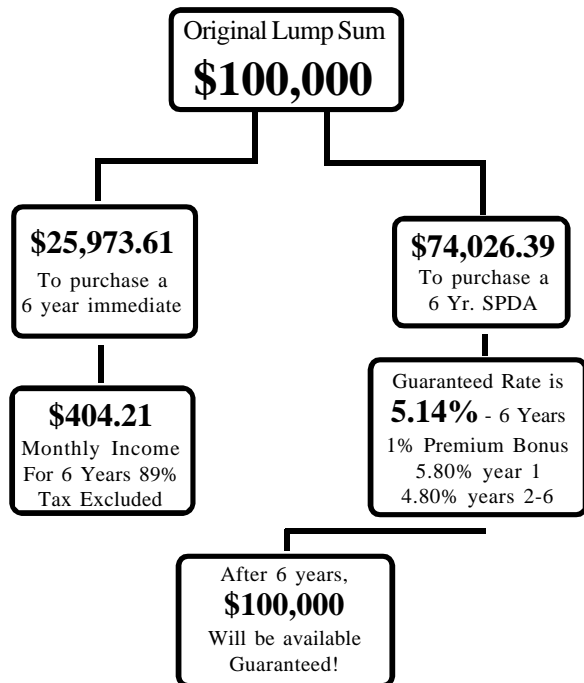 Original Lump Sum
$100,000
$25,973.61
To purchase a
6 year immediate
$74,026.39
To purchase a
6 Yr. SPDA
$404.21
Monthly Income
For 6 Years 89%
Tax Excluded
Guaranteed Rate is
5.14% - 6 Years
1% Premium Bonus
5.80% year 1
4.80% years 2-6
After 6 years,
$100,000
Will be available
Guaranteed!